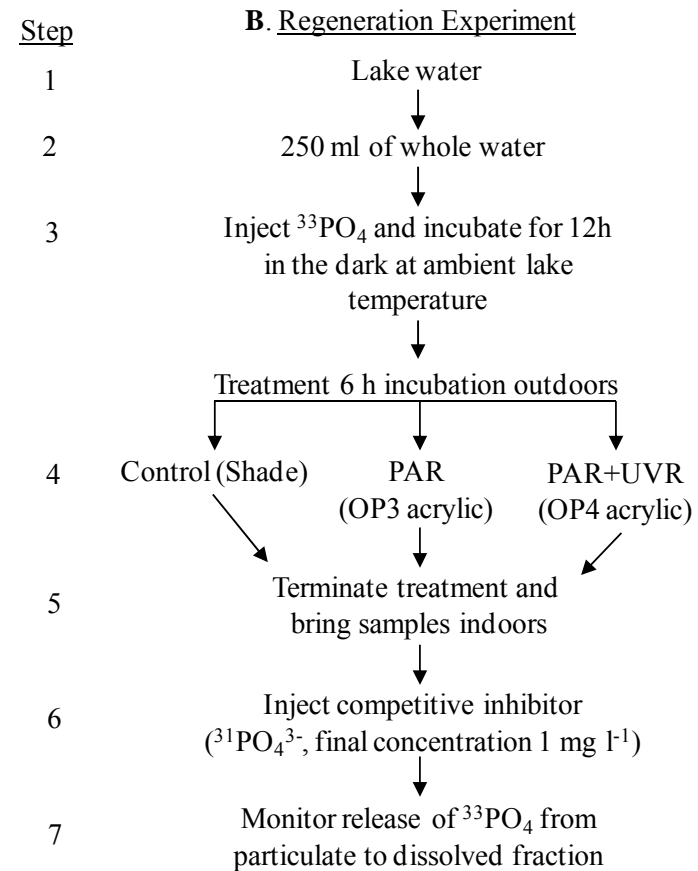 Step
B. Regeneration Experiment
1
Lake water
2
250 ml of whole water
3
Inject ³³PO₄ and incubate for 12h
in the dark at ambient lake
temperature
Treatment 6 h incubation outdoors
4
Control (Shade)
PAR
(OP3 acrylic)
PAR+UVR
(OP4 acrylic)
5
Terminate treatment and
bring samples indoors
6
Inject competitive inhibitor
(³¹PO₄³⁻, final concentration 1 mg l⁻¹)
7
Monitor release of ³³PO₄ from
particulate to dissolved fraction